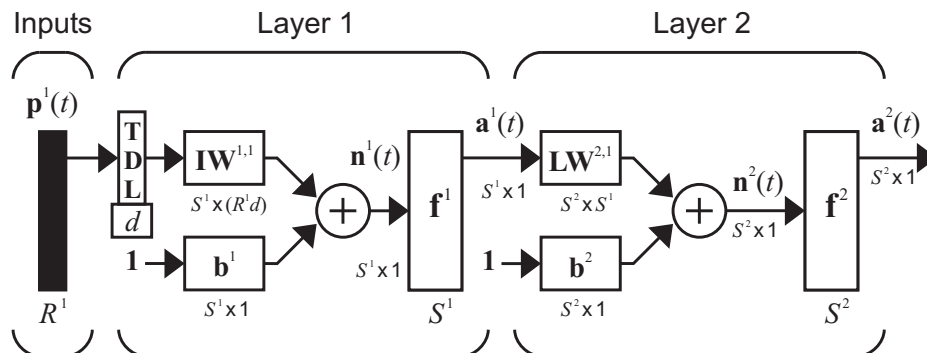 Inputs
Layer 1
Layer 2
p¹(t)
T
D
L
d
IW¹,¹
S¹ x (R¹d)
1
b¹
S¹ x 1
n¹(t)
S¹ x 1
f¹
a¹(t)
S¹ x 1
LW²,¹
S² x S¹
1
b²
S² x 1
n²(t)
S² x 1
f²
a²(t)
S² x 1
R¹
S¹
S²